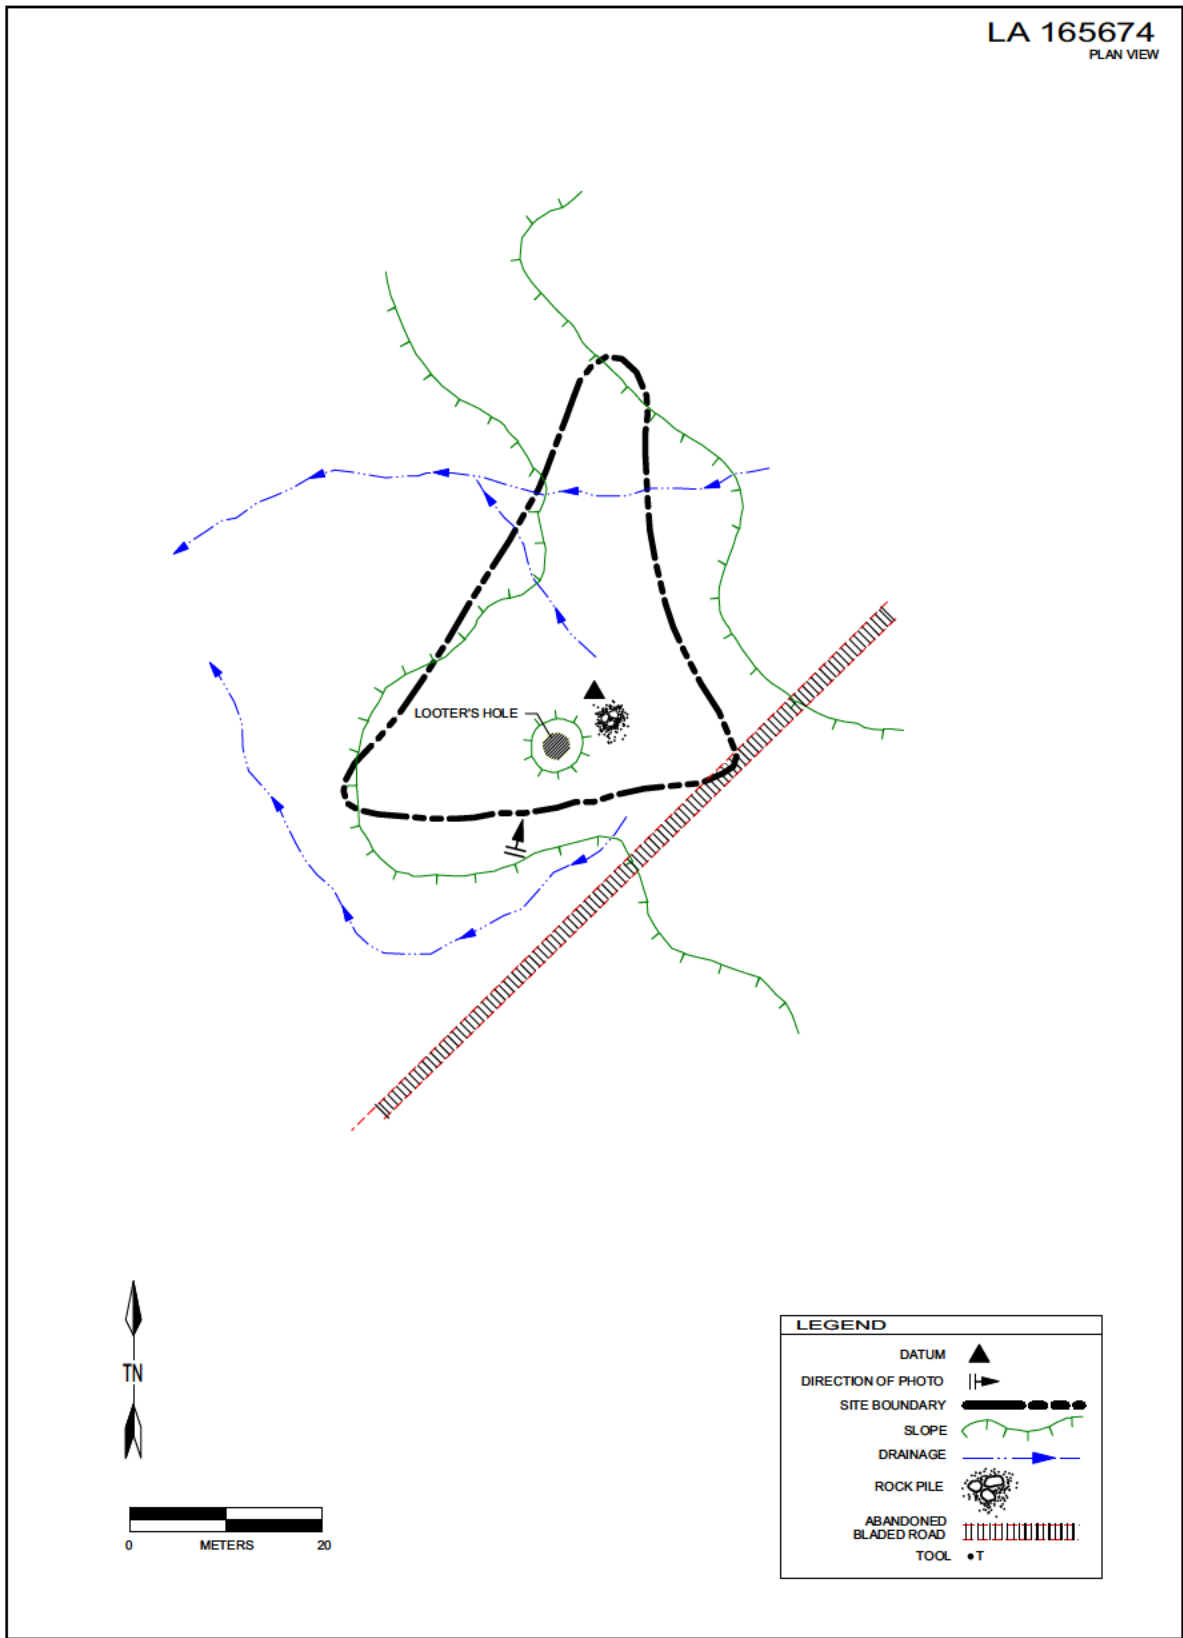 LA 165674
PLAN VIEW
LOOTER'S HOLE
TN
0 METERS 20
LEGEND
DATUM
DIRECTION OF PHOTO
SITE BOUNDARY
SLOPE
DRAINAGE
ROCK PILE
ABANDONED
BLADED ROAD
TOOL •T